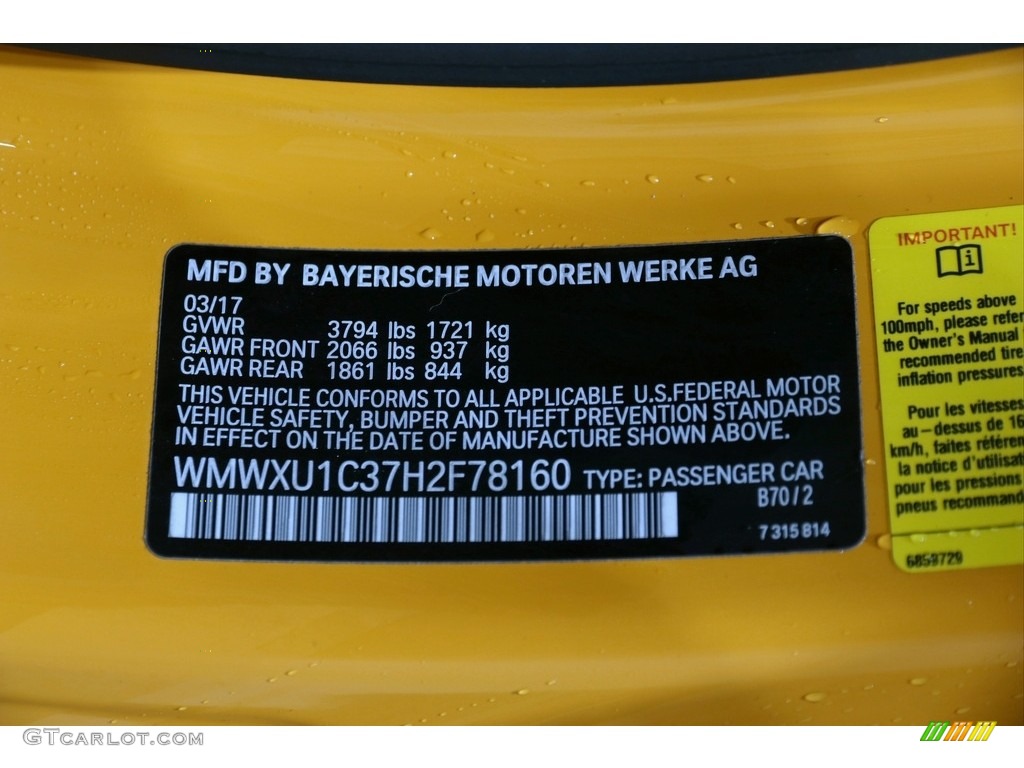 MFD BY BAYERISCHE MOTOREN WERKE AG
03/17
GVWR 3794 lbs 1721 kg
GAWR FRONT 2066 lbs 937 kg
GAWR REAR 1861 lbs 844 kg
THIS VEHICLE CONFORMS TO ALL APPLICABLE U.S.FEDERAL MOTOR
VEHICLE SAFETY, BUMPER AND THEFT PREVENTION STANDARDS
IN EFFECT ON THE DATE OF MANUFACTURE SHOWN ABOVE.
WMWXU1C37H2F78160 TYPE: PASSENGER CAR
B70/2
7 315 814
IMPORTANT!
i
For speeds above
100mph, please refer
the Owner's Manual
recommended tire
inflation pressures
Pour les vitesses
au-dessus de 16
km/h, faites référen
la notice d'utilisat
pour les pressions
pneus recommand
6859729
GTCARLOT.COM